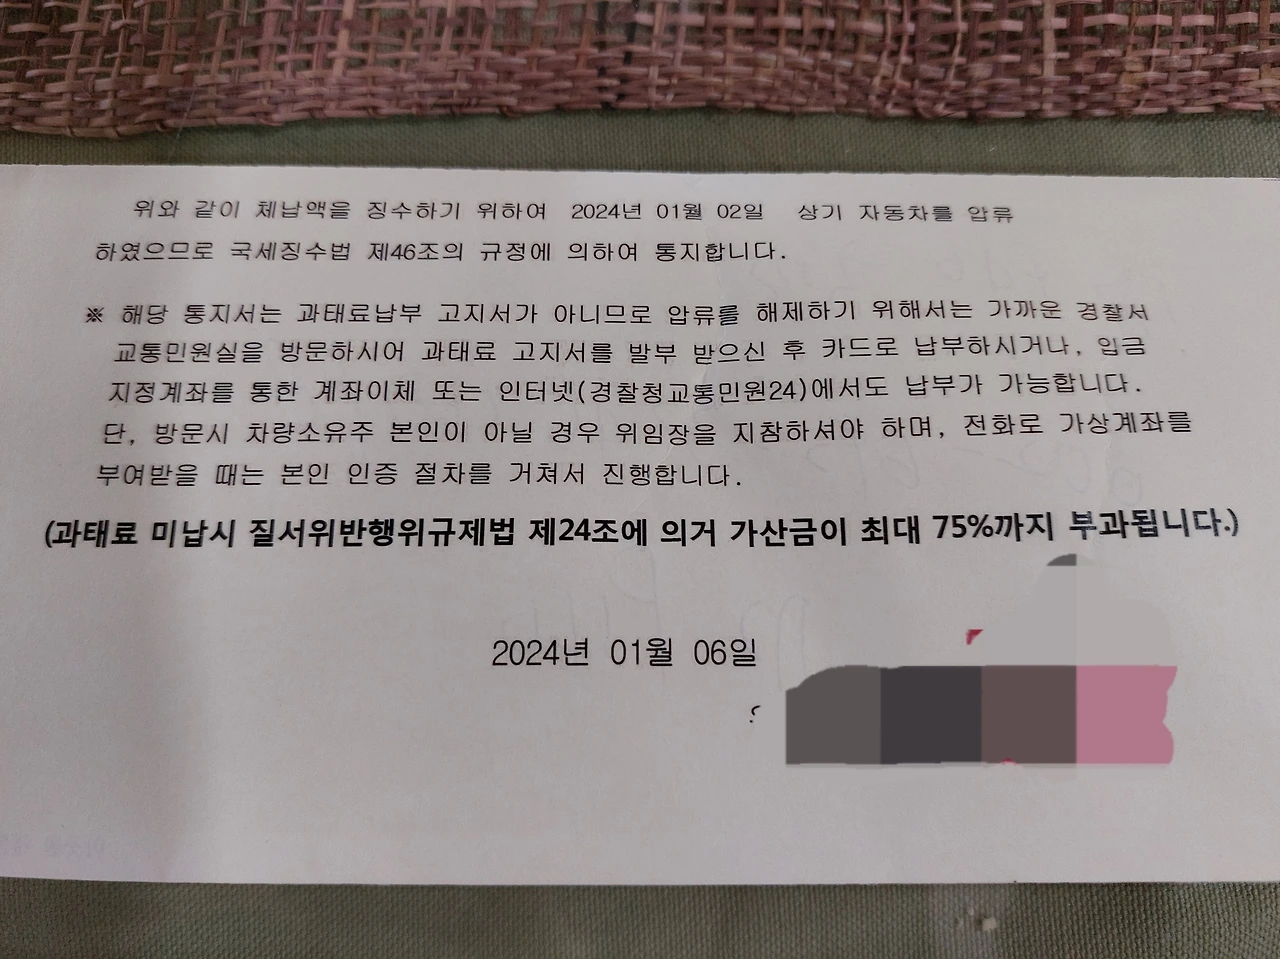 위와 같이 체납액을 징수하기 위하여 2024년 01월 02일 상기 자동차를 압류
하였으므로 국세징수법 제46조의 규정에 의하여 통지합니다.
※ 해당 통지서는 과태료납부 고지서가 아니므로 압류를 해제하기 위해서는 가까운 경찰서
교통민원실을 방문하시어 과태료 고지서를 발부 받으신 후 카드로 납부하시거나, 입금
지정계좌를 통한 계좌이체 또는 인터넷(경찰청교통민원24)에서도 납부가 가능합니다.
단, 방문시 차량소유주 본인이 아닐 경우 위임장을 지참하셔야 하며, 전화로 가상계좌를
부여받을 때는 본인 인증 절차를 거쳐서 진행합니다.
(과태료 미납시 질서위반행위규제법 제24조에 의거 가산금이 최대 75%까지 부과됩니다.)
2024년 01월 06일